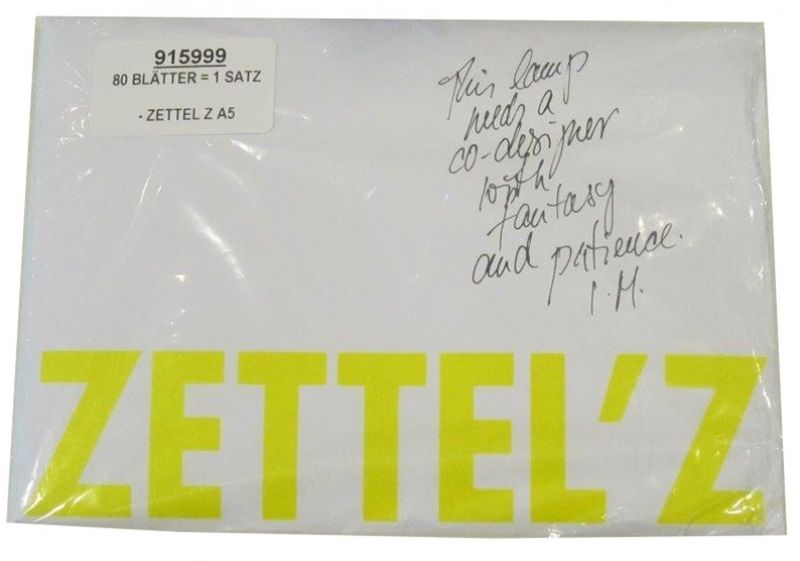 915999
80 BLÄTTER = 1 SATZ
- ZETTEL Z A5
This lamp
needs a
co-designer
with
fantasy
and patience.
I.M.
ZETTEL'Z